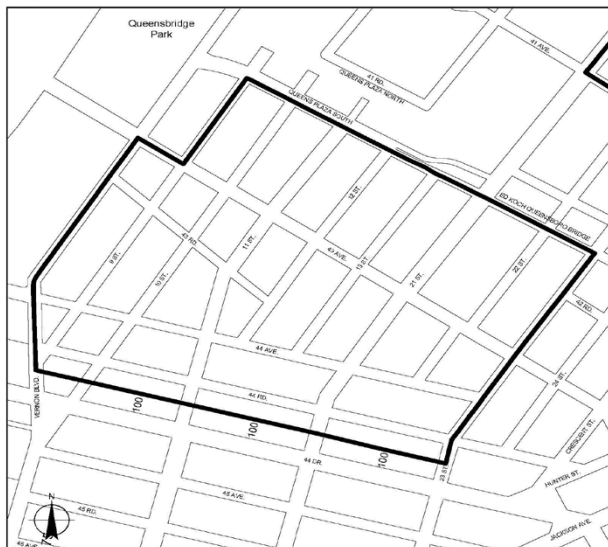 Queensbridge
Park
41 AVE.
41 RD.
QUEENS PLAZA NORTH
QUEENS PLAZA SOUTH
ED KOCH QUEENSBORO BRIDGE
12 ST.
43 RD.
11 ST.
43 AVE.
13 ST.
9 ST.
10 ST.
21 ST.
22 ST.
42 RD.
44 AVE.
24 ST.
VERNON BLVD.
44 RD.
100
100
100
CRESCENT ST.
44 DR.
23 ST.
HUNTER ST.
45 AVE.
45 RD.
JACKSON AVE.
N